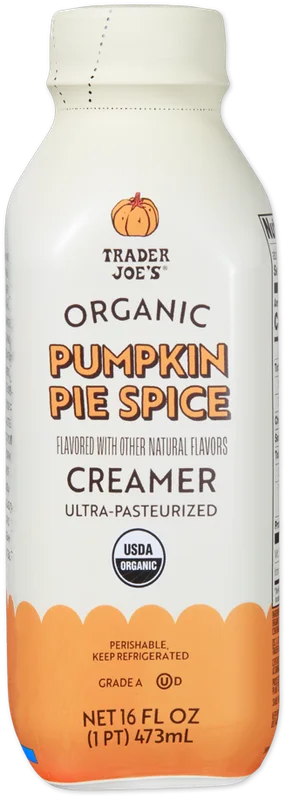 TRADER
JOE'S®
ORGANIC
PUMPKIN
PIE SPICE
FLAVORED WITH OTHER NATURAL FLAVORS
CREAMER
ULTRA-PASTEURIZED
USDA
ORGANIC
PERISHABLE,
KEEP REFRIGERATED
GRADE A Ⓤ D
NET 16 FL OZ
(1 PT) 473mL